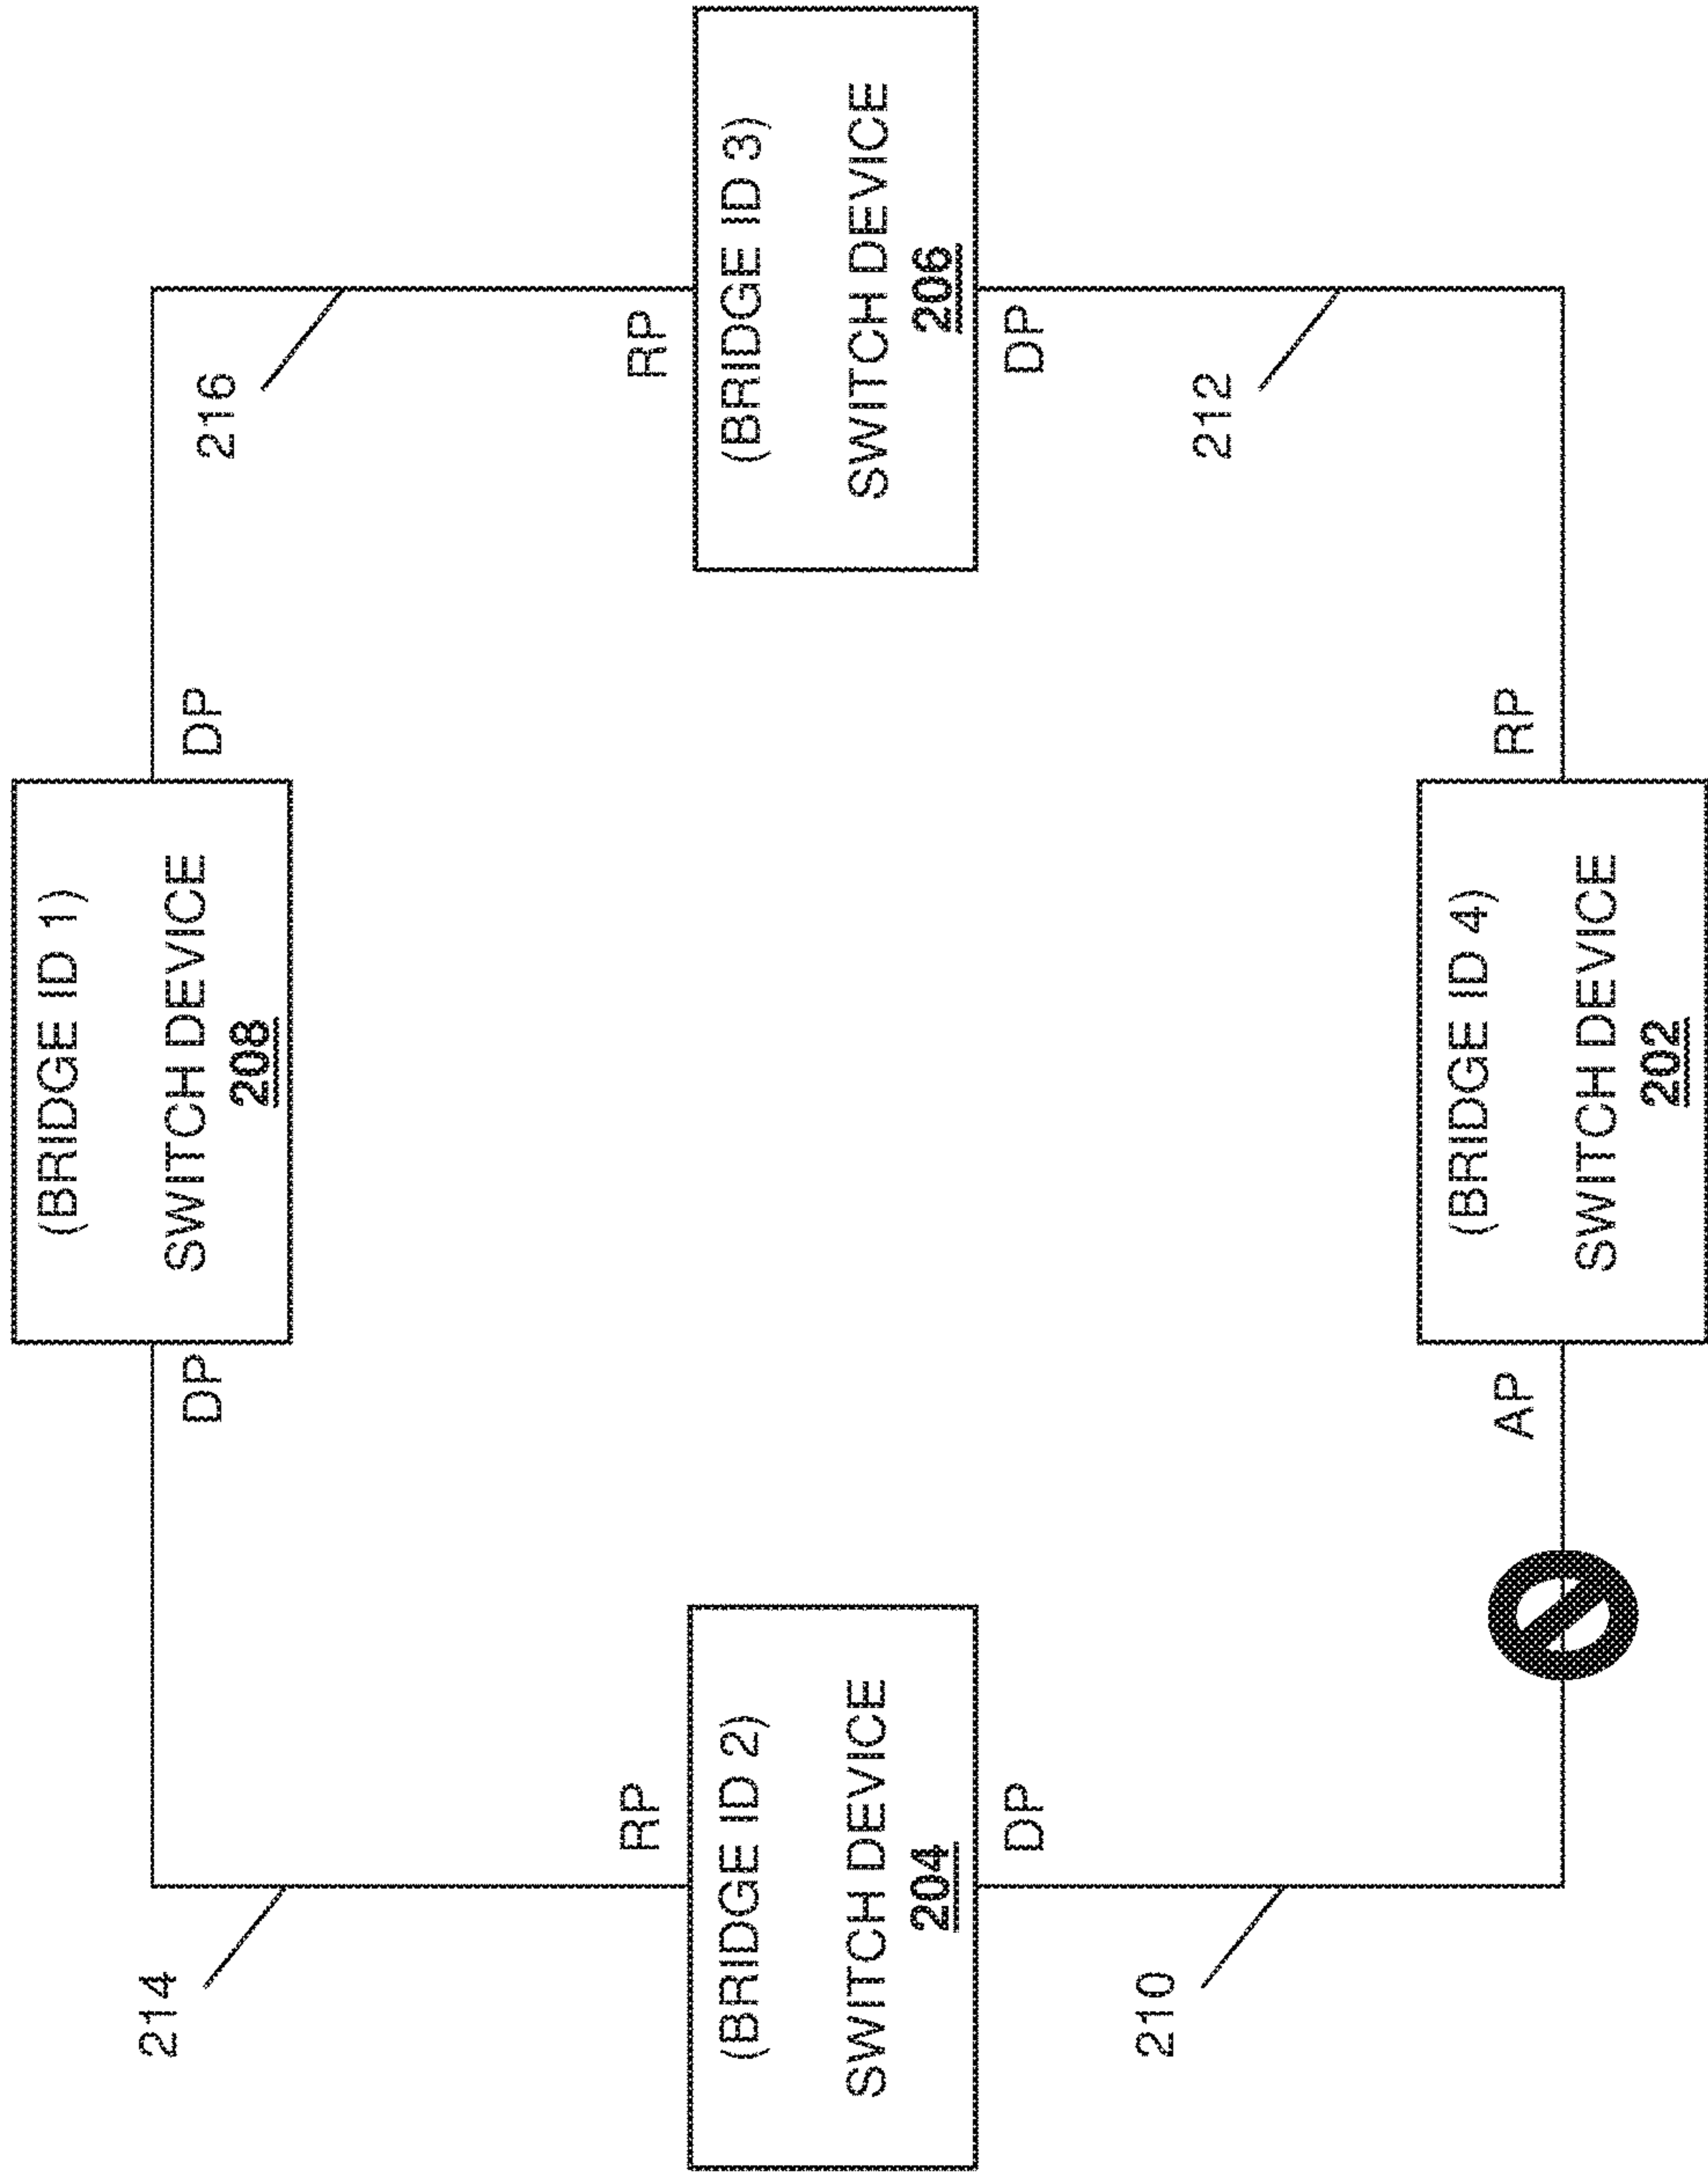 (BRIDGE ID 1)
SWITCH DEVICE
208
214
DP
DP
216
RP
RP
(BRIDGE ID 2)
SWITCH DEVICE
204
(BRIDGE ID 3)
SWITCH DEVICE
206
DP
DP
210
212
AP
(BRIDGE ID 4)
SWITCH DEVICE
202
RP